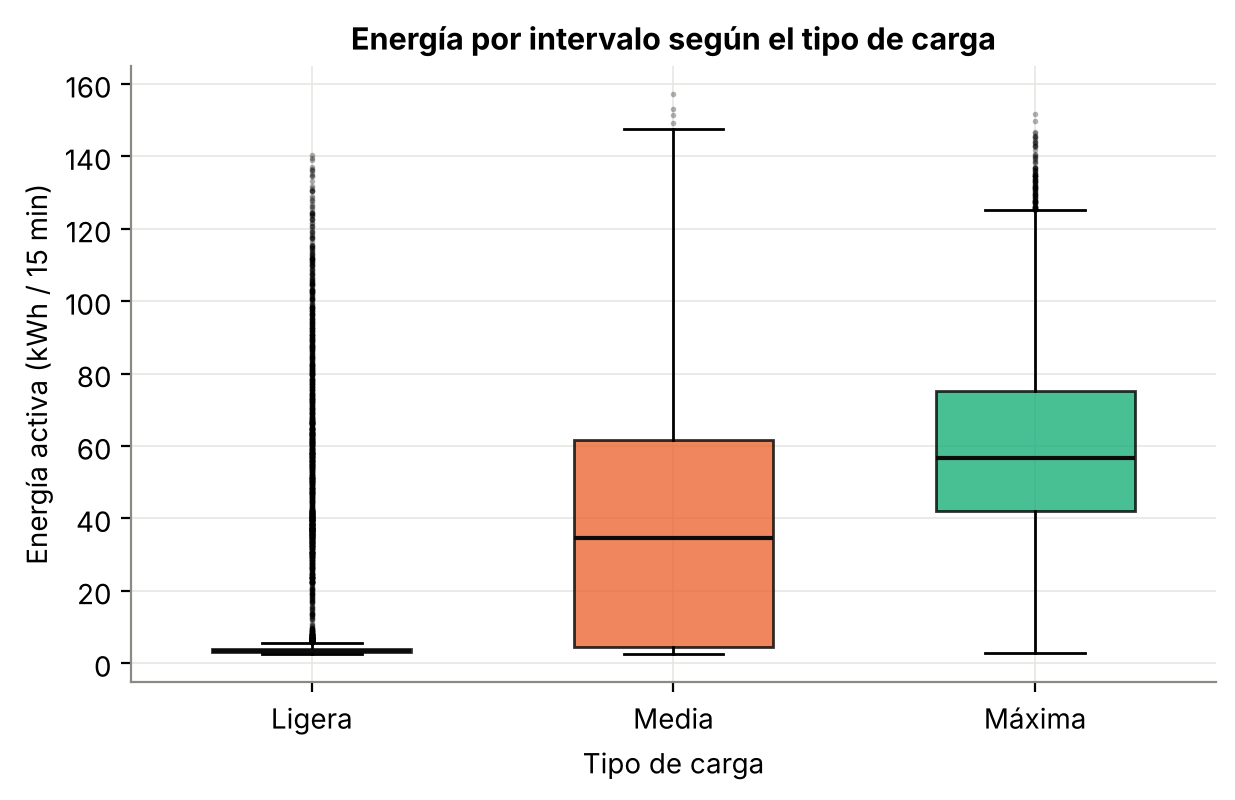 Energía por intervalo según el tipo de carga
Energía activa (kWh / 15 min)
160
140
120
100
80
60
40
20
0
Ligera
Media
Máxima
Tipo de carga